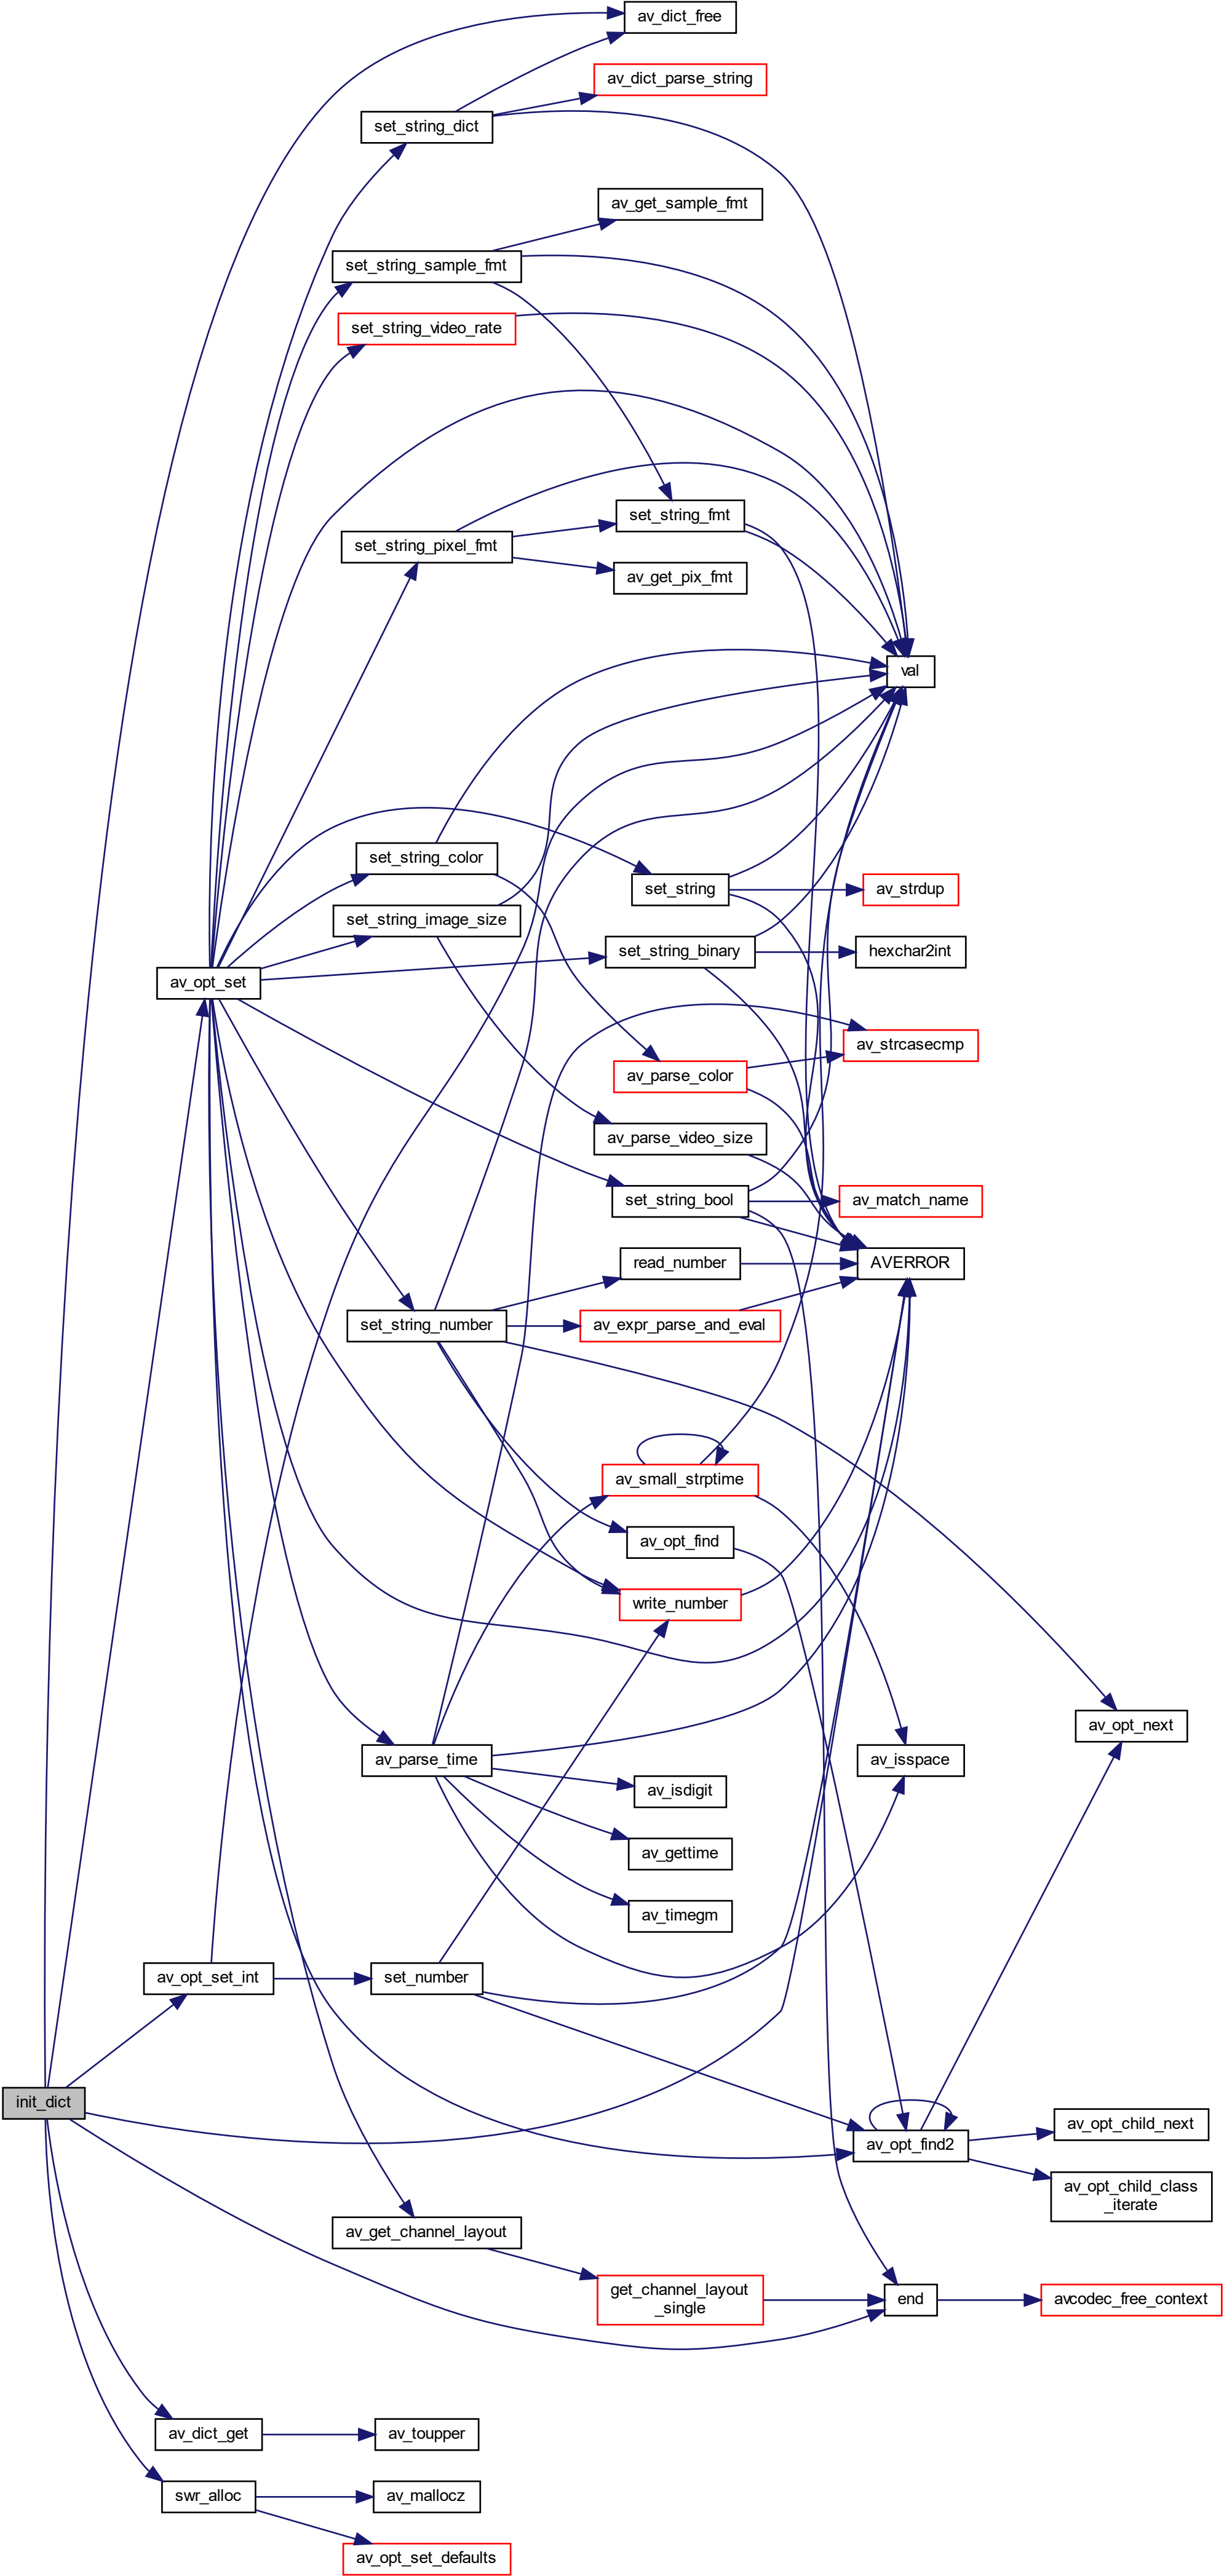 av_dict_free
av_dict_parse_string
set_string_dict
av_get_sample_fmt
set_string_sample_fmt
set_string_video_rate
set_string_fmt
set_string_pixel_fmt
av_get_pix_fmt
val
set_string_color
set_string
av_strdup
set_string_image_size
set_string_binary
hexchar2int
av_opt_set
av_strcasecmp
av_parse_color
av_parse_video_size
set_string_bool
av_match_name
read_number
AVERROR
set_string_number
av_expr_parse_and_eval
av_small_strptime
av_opt_find
write_number
av_opt_next
av_parse_time
av_isspace
av_isdigit
av_gettime
av_timegm
av_opt_set_int
set_number
init_dict
av_opt_child_next
av_opt_find2
av_opt_child_class
_iterate
av_get_channel_layout
get_channel_layout
_single
end
avcodec_free_context
av_dict_get
av_toupper
swr_alloc
av_mallocz
av_opt_set_defaults